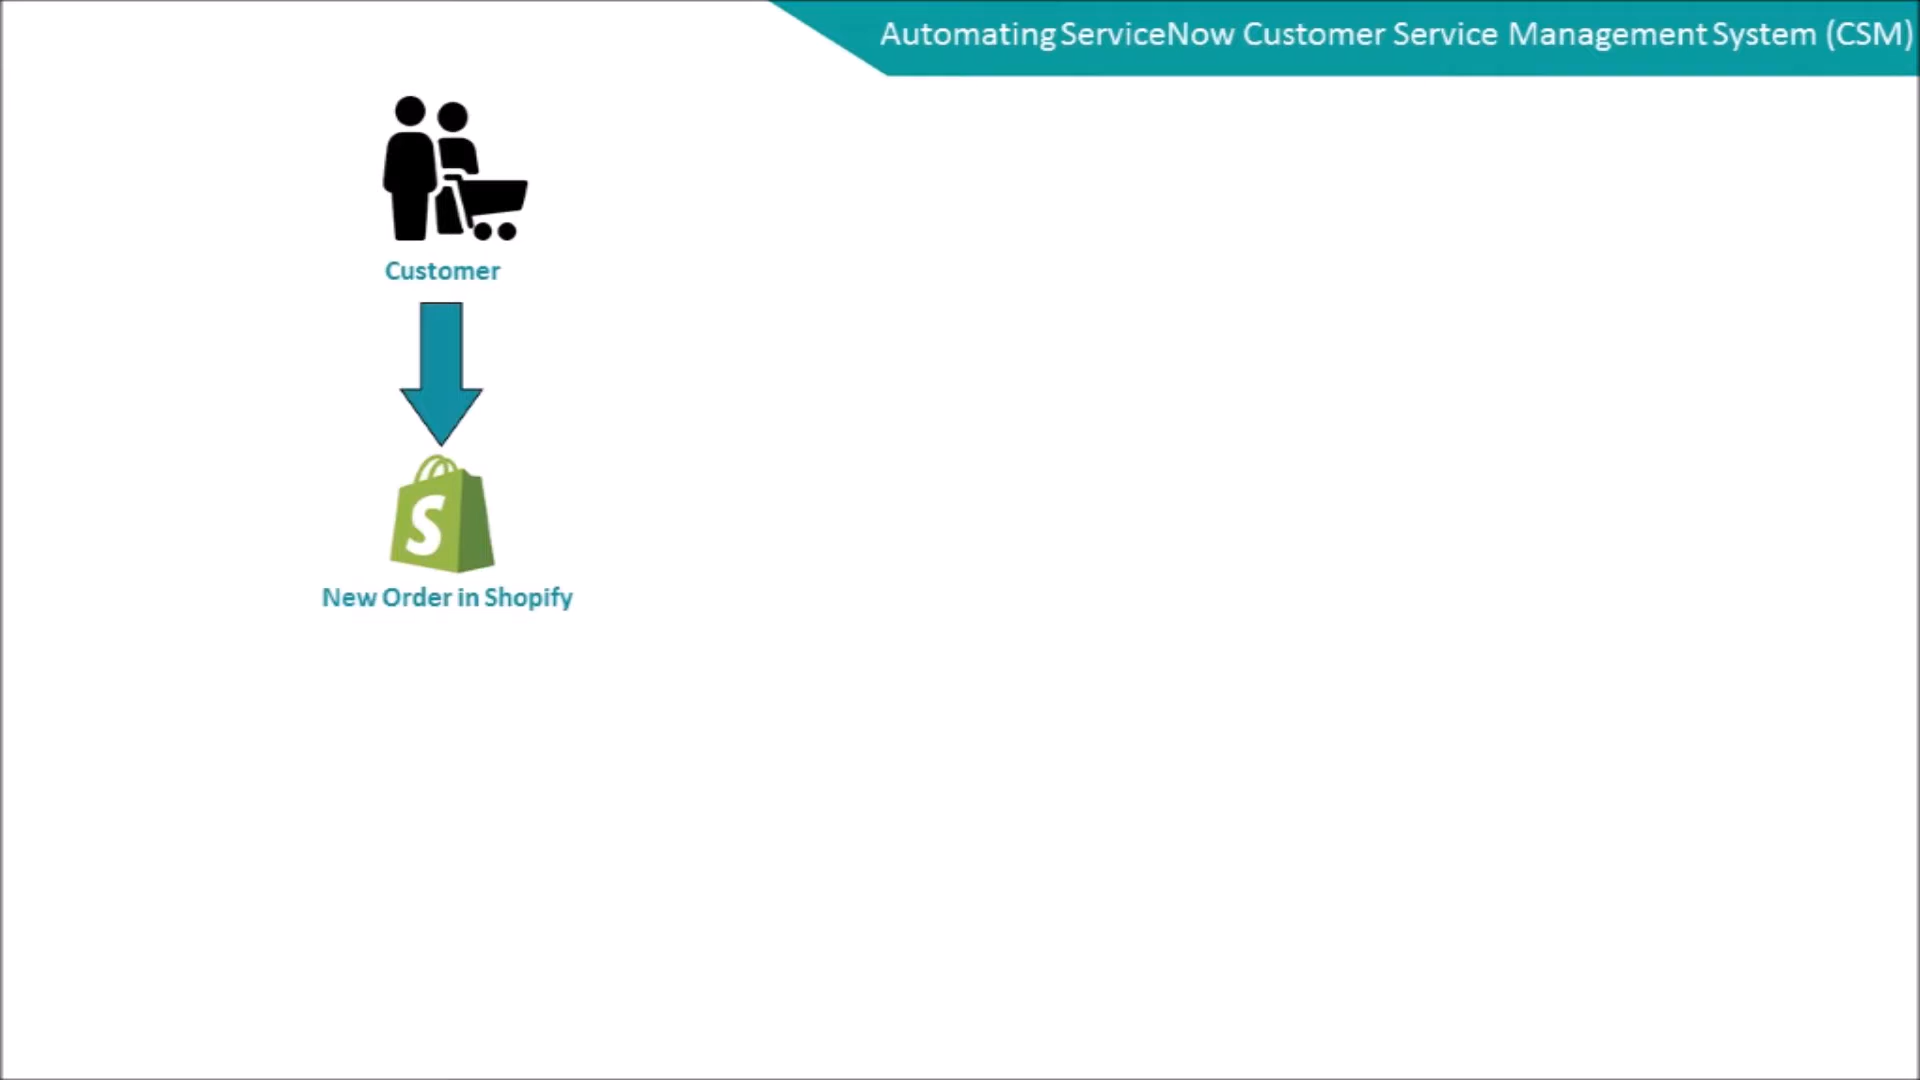 Automating ServiceNow Customer Service Management System (CSM)
Customer
S
New Order in Shopify